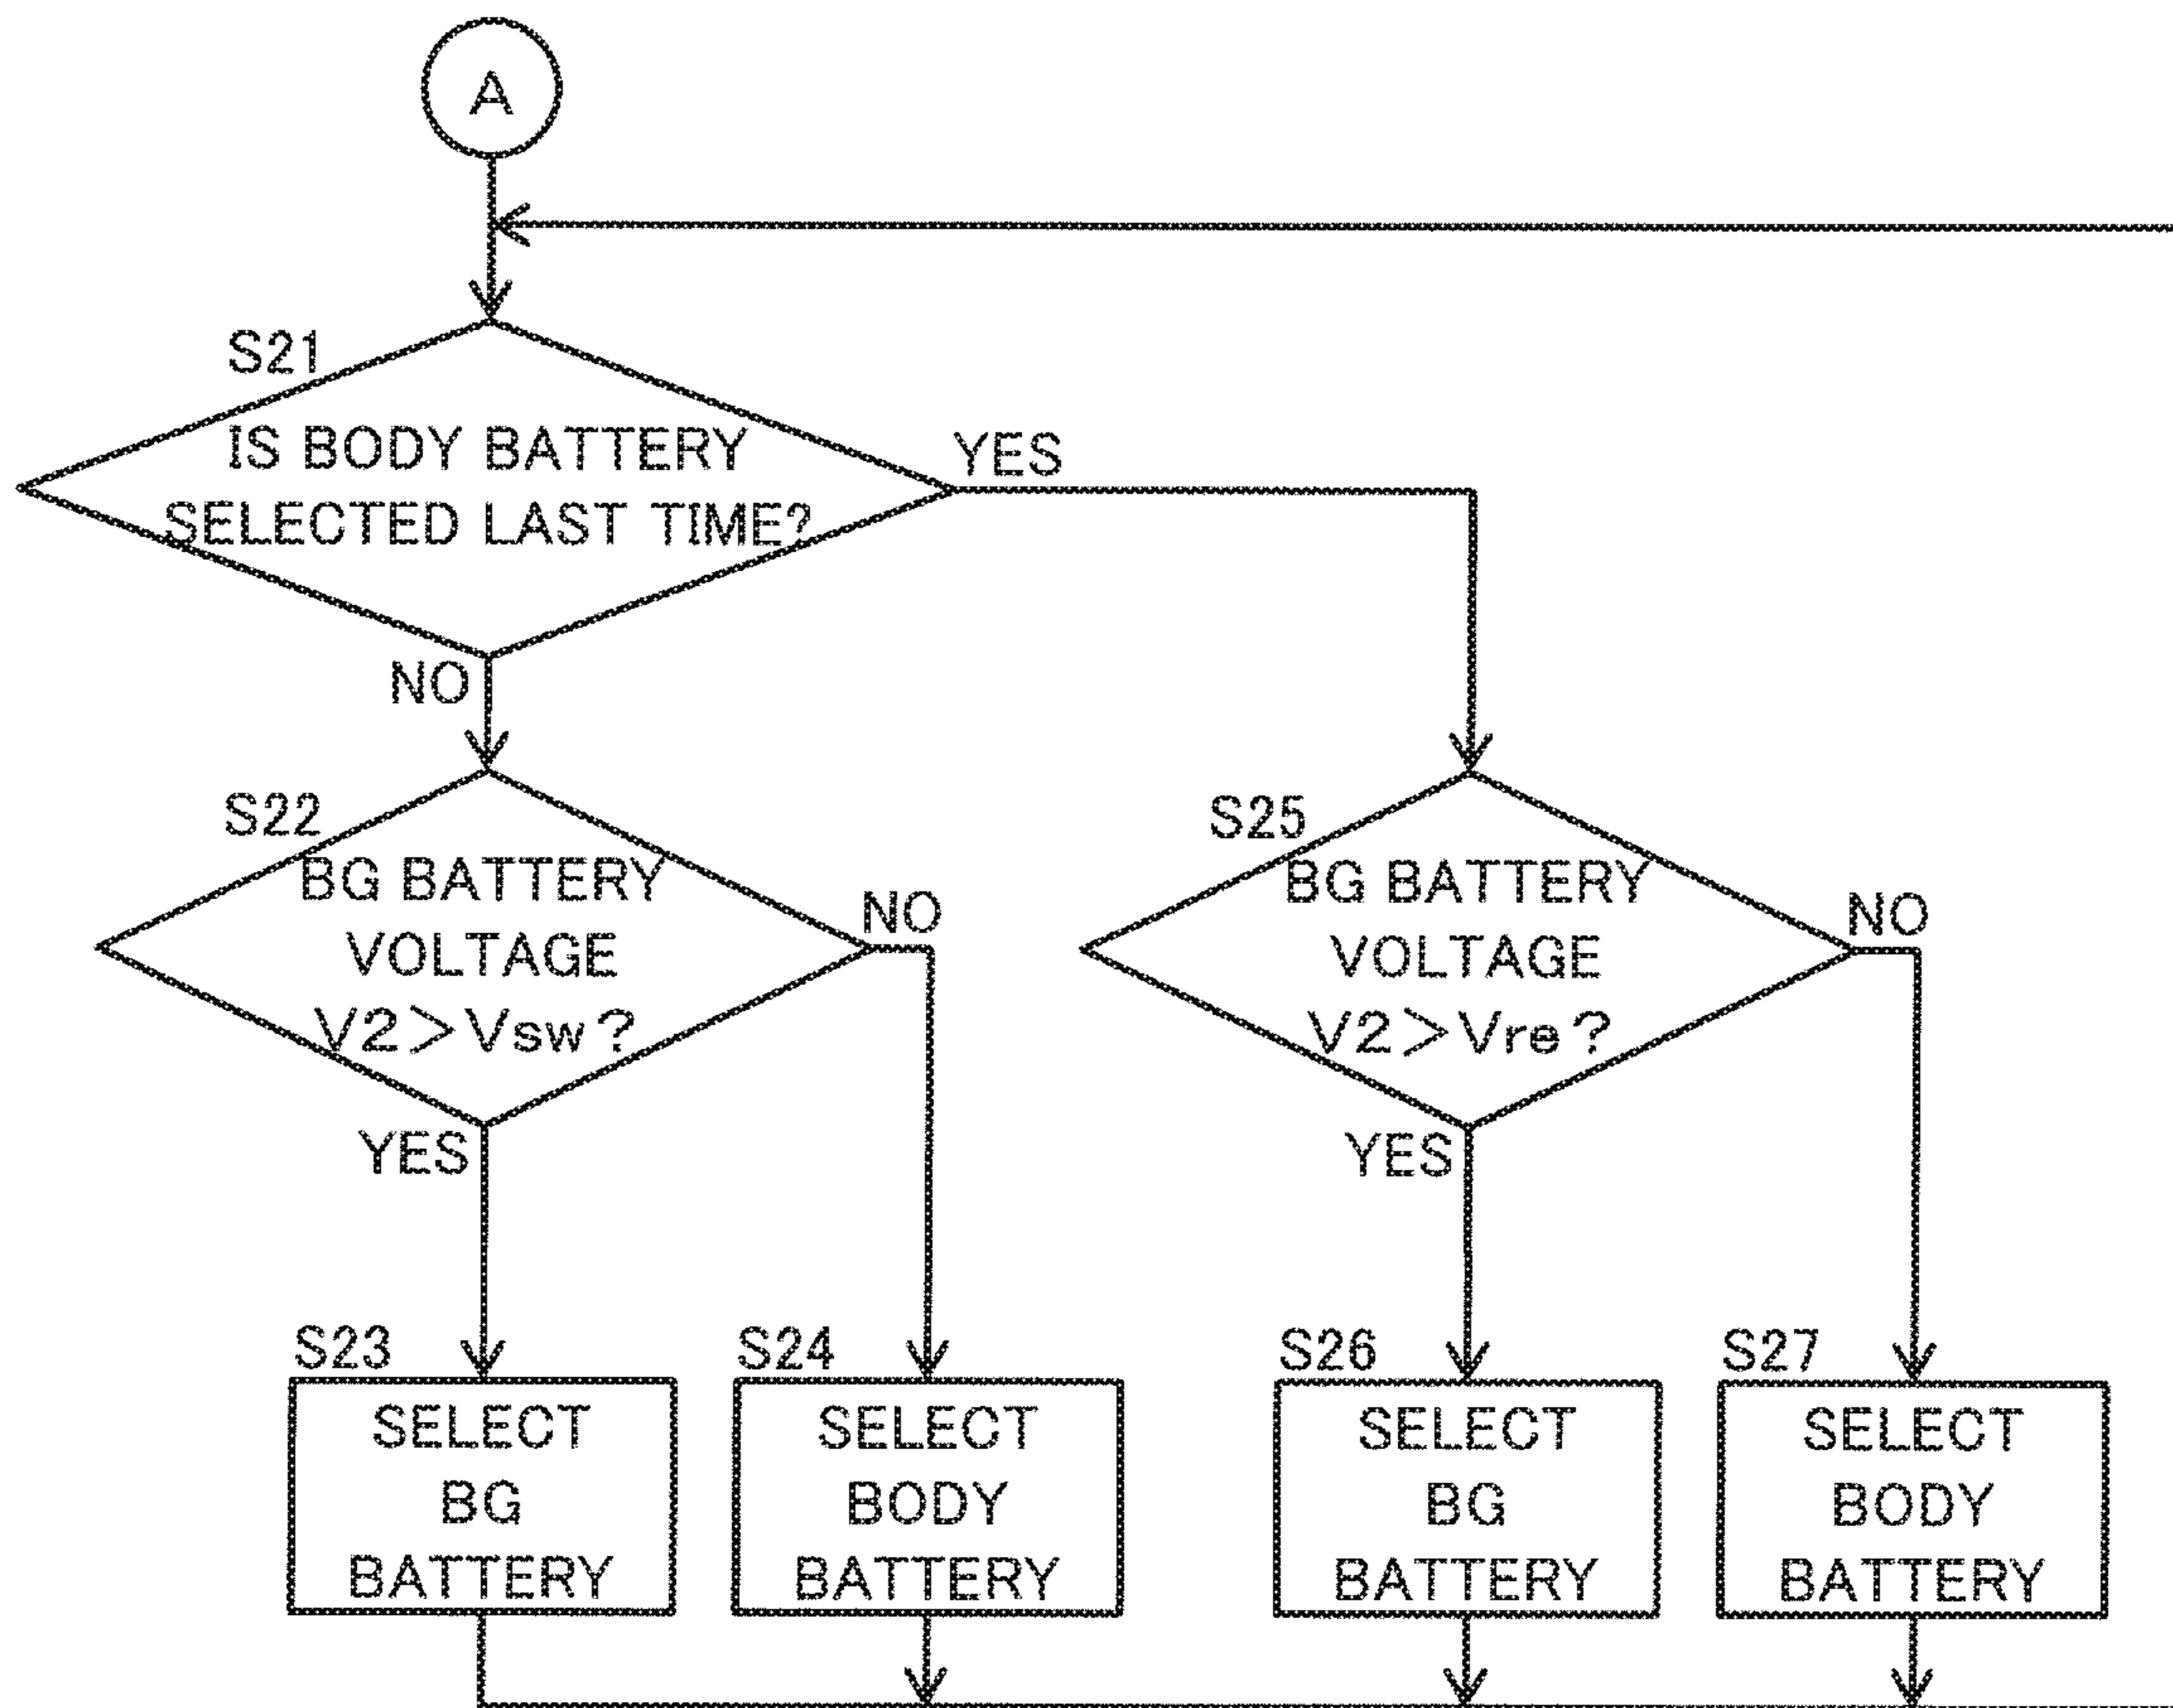 A
S21
IS BODY BATTERY
SELECTED LAST TIME?
YES
NO
S22
BG BATTERY
VOLTAGE
V2>Vsw?
NO
YES
S25
BG BATTERY
VOLTAGE
V2>Vre?
NO
YES
S23
SELECT
BG
BATTERY
S24
SELECT
BODY
BATTERY
S26
SELECT
BG
BATTERY
S27
SELECT
BODY
BATTERY